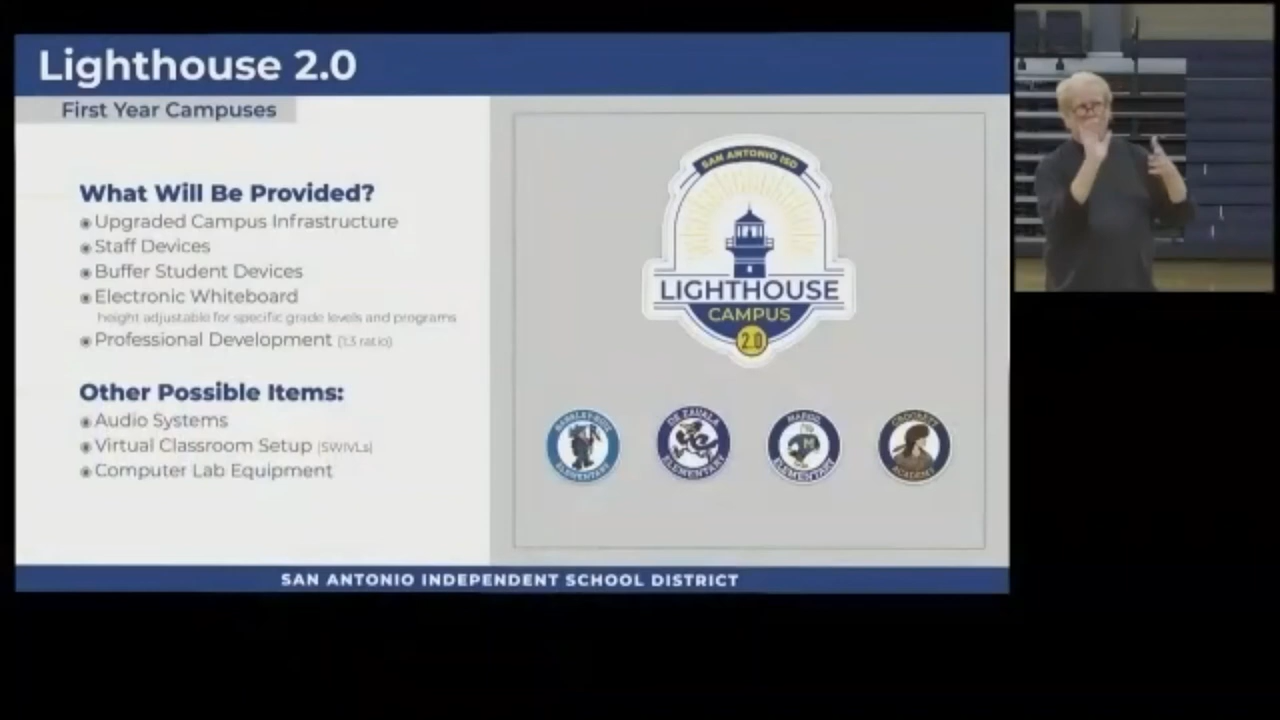 Lighthouse 2.0
First Year Campuses
What Will Be Provided?
◉ Upgraded Campus Infrastructure
◉ Staff Devices
◉ Buffer Student Devices
◉ Electronic Whiteboard
height adjustable for specific grade levels and programs
◉ Professional Development (1:3 ratio)
Other Possible Items:
◉ Audio Systems
◉ Virtual Classroom Setup (SWIVLs)
◉ Computer Lab Equipment
SAN ANTONIO ISD
LIGHTHOUSE
CAMPUS
2.0
BARKLEY-RUIZ
ELEMENTARY
DE ZAVALA
ELEMENTARY
M
ELEMENTARY
CROCKETT
ACADEMY
SAN ANTONIO INDEPENDENT SCHOOL DISTRICT